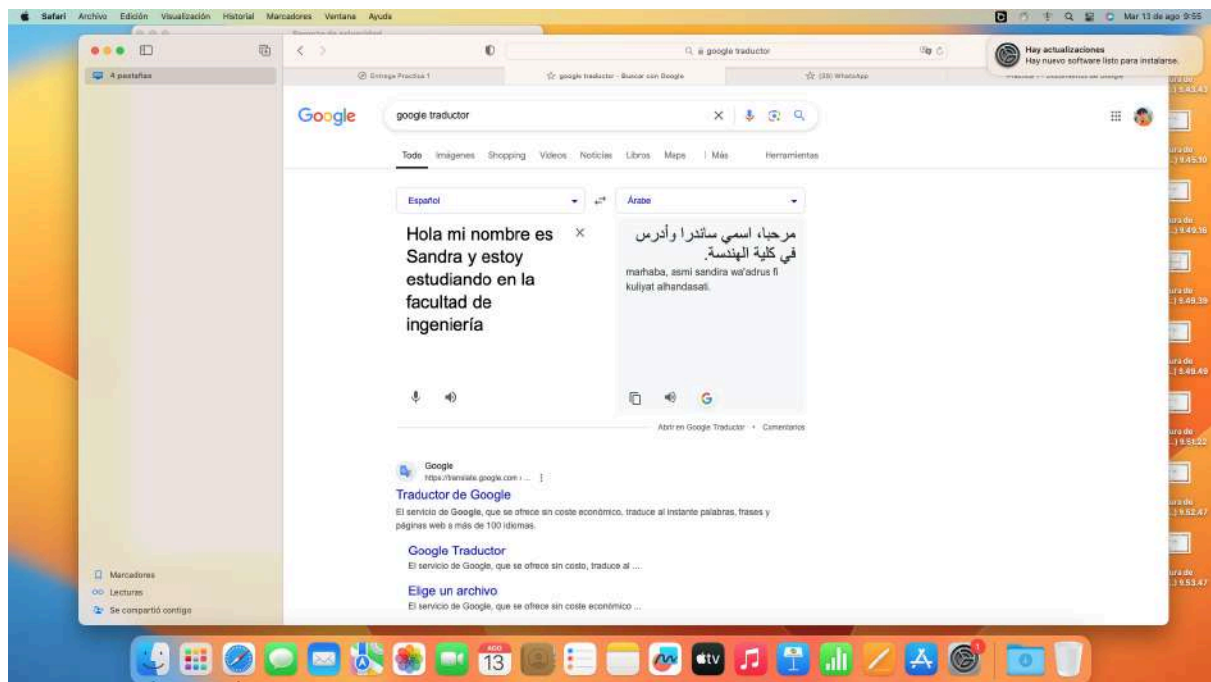 Safari Archivo Edición Visualización Historial Marcadores Ventana Ayuda
Mar 13 de ago 9:55
Hay actualizaciones
Hay nuevo software listo para instalarse.
4 pestañas
google traductor
Entrega Practica 1
google traductor - Buscar con Google
(28) WhatsApp
Google
google traductor
Todo Imágenes Shopping Videos Noticias Libros Maps Más Herramientas
Español
Árabe
Hola mi nombre es
Sandra y estoy
estudiando en la
facultad de
ingeniería
مرحبا، اسمي ساندرا وأدرس
في كلية الهندسة.
marhaba, asmi sandira wa'adrus fi
kuliyat alhandasati.
Abrir en Google Traductor • Comentarios
Google
https://translate.google.com › ...
Traductor de Google
El servicio de Google, que se ofrece sin coste económico, traduce al instante palabras, frases y
páginas web a más de 100 idiomas.
Google Traductor
El servicio de Google, que se ofrece sin costo, traduce al ...
Elige un archivo
El servicio de Google, que se ofrece sin coste económico ...
Marcadores
Lecturas
Se compartió contigo
AGO
13
tv